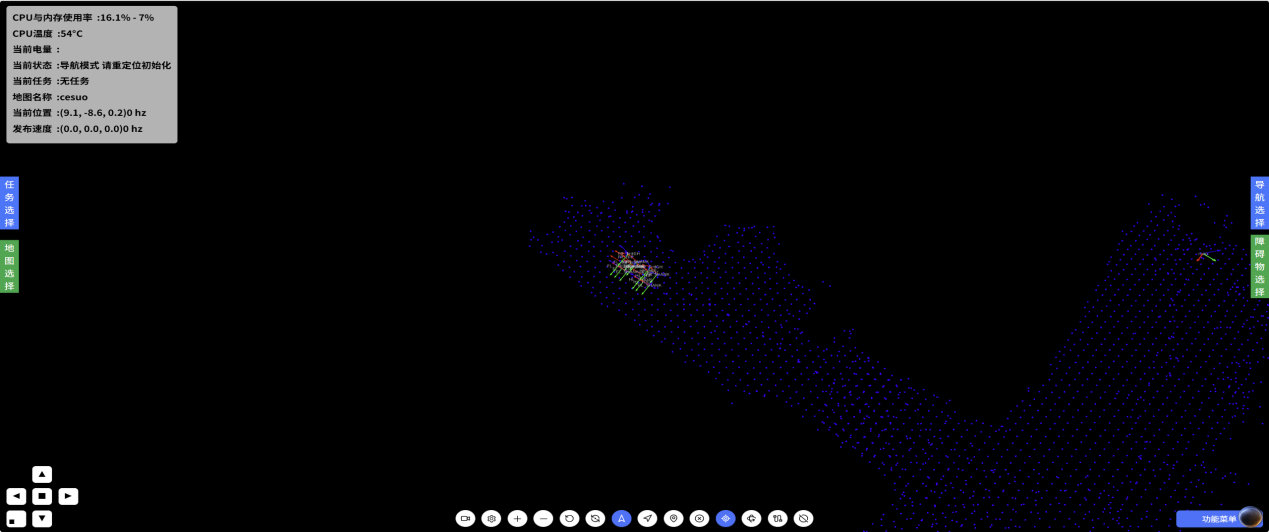 CPU与内存使用率 :16.1% - 7%
CPU温度 :54°C
当前电量 :
当前状态 :导航模式 请重定位初始化
当前任务 :无任务
地图名称 :cesuo
当前位置 :(9.1, -8.6, 0.2)0 hz
发布速度 :(0.0, 0.0, 0.0)0 hz
任务选择
导航选择
地图选择
障碍物选择
功能菜单